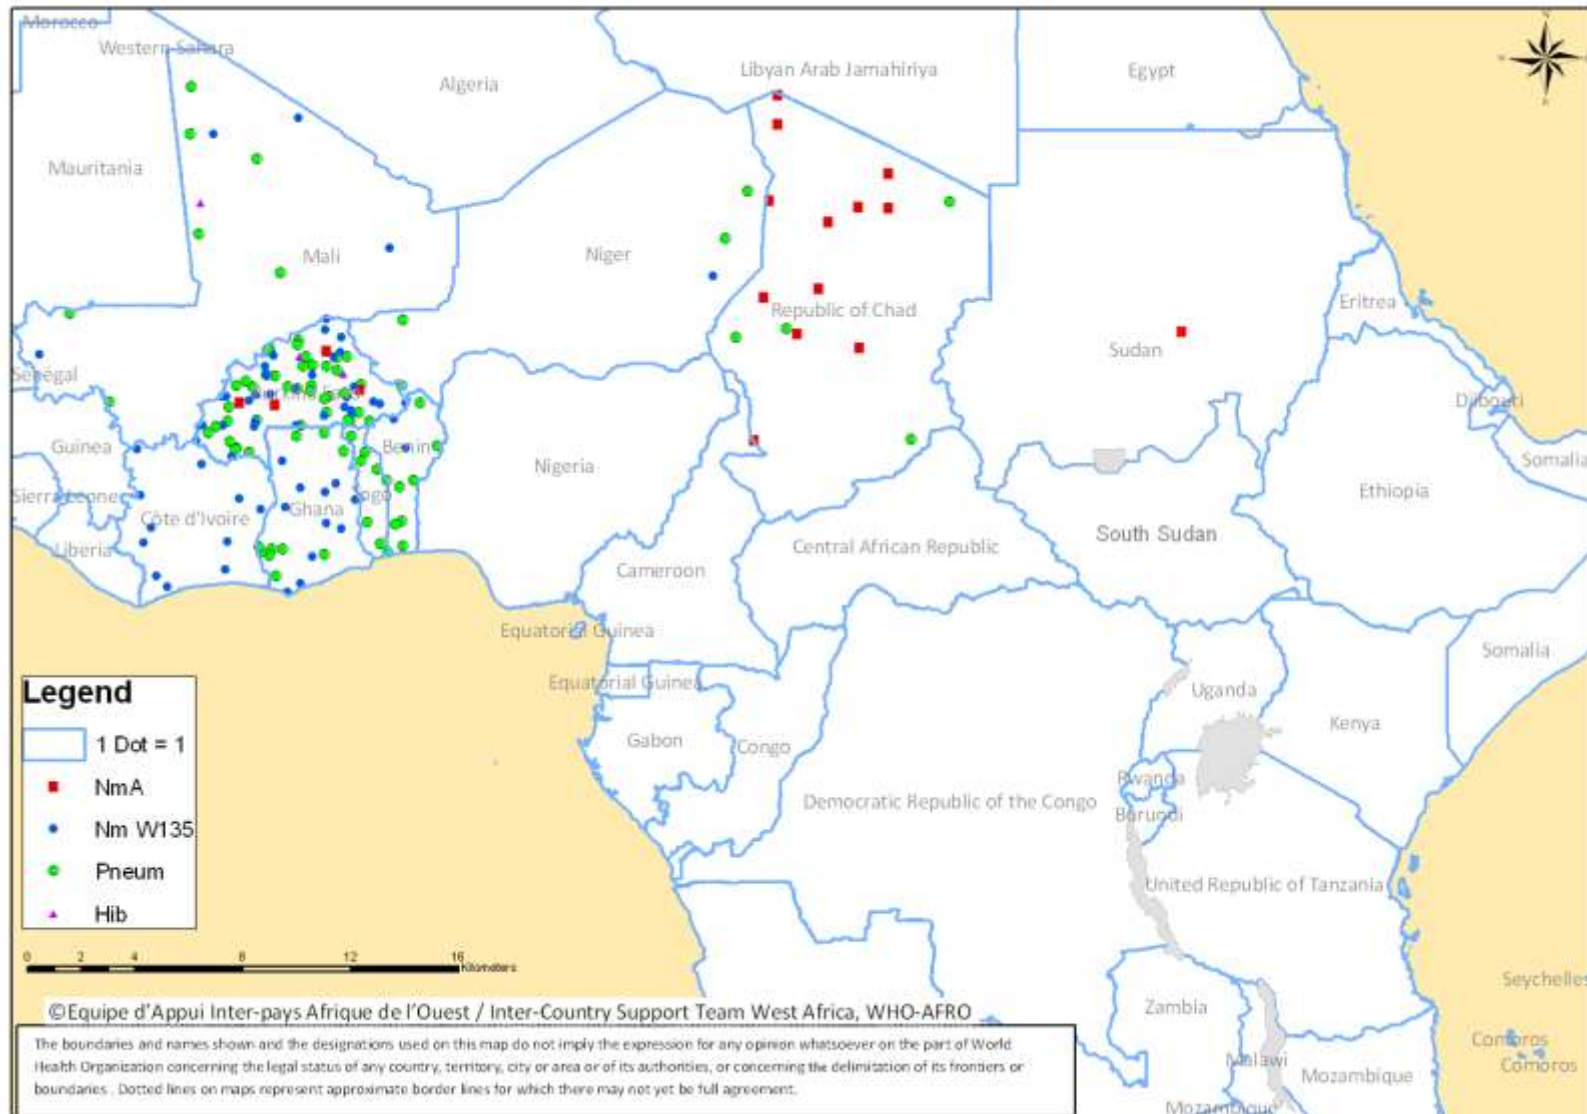 Morocco
Western Sahara
Algeria
Libyan Arab Jamahiriya
Egypt
Mauritania
Mali
Niger
Republic of Chad
Eritrea
Sudan
Senegal
Djibouti
Guinea
Benin
Nigeria
Somalia
Ethiopia
Sierra Leone
Togo
Ghana
Côte d'Ivoire
South Sudan
Liberia
Central African Republic
Cameroon
Equatorial Guinea
Somalia
Equatorial Guinea
Uganda
Kenya
Gabon
Congo
Rwanda
Democratic Republic of the Congo
Burundi
United Republic of Tanzania
Seychelles
Zambia
Comoros
Malawi
Comoros
Mozambique
Mozambique
Legend
1 Dot = 1
NmA
Nm W135
Pneum
Hib
0 2 4 8 12 16
Kilometers
©Equipe d'Appui Inter-pays Afrique de l'Ouest / Inter-Country Support Team West Africa, WHO-AFRO
The boundaries and names shown and the designations used on this map do not imply the expression for any opinion whatsoever on the part of World
Health Organization concerning the legal status of any country, territory, city or area or of its authorities, or concerning the delimitation of its frontiers or
boundaries . Dotted lines on maps represent approximate border lines for which there may not yet be full agreement.